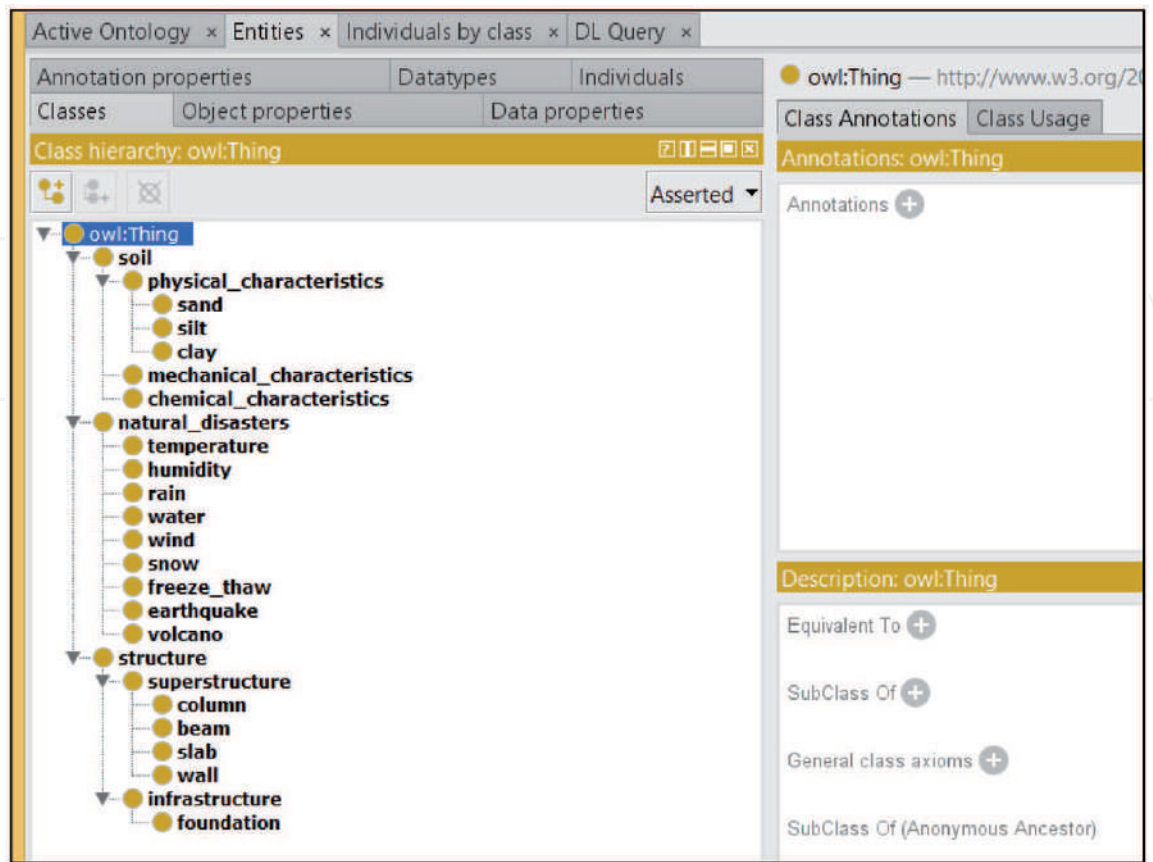 Active Ontology × Entities × Individuals by class × DL Query ×
Annotation properties Datatypes Individuals
Classes Object properties Data properties
Class hierarchy: owl:Thing
Asserted
owl:Thing
soil
physical_characteristics
sand
silt
clay
mechanical_characteristics
chemical_characteristics
natural_disasters
temperature
humidity
rain
water
wind
snow
freeze_thaw
earthquake
volcano
structure
superstructure
column
beam
slab
wall
infrastructure
foundation
owl:Thing — http://www.w3.org/20
Class Annotations Class Usage
Annotations: owl:Thing
Annotations
Description: owl:Thing
Equivalent To
SubClass Of
General class axioms
SubClass Of (Anonymous Ancestor)